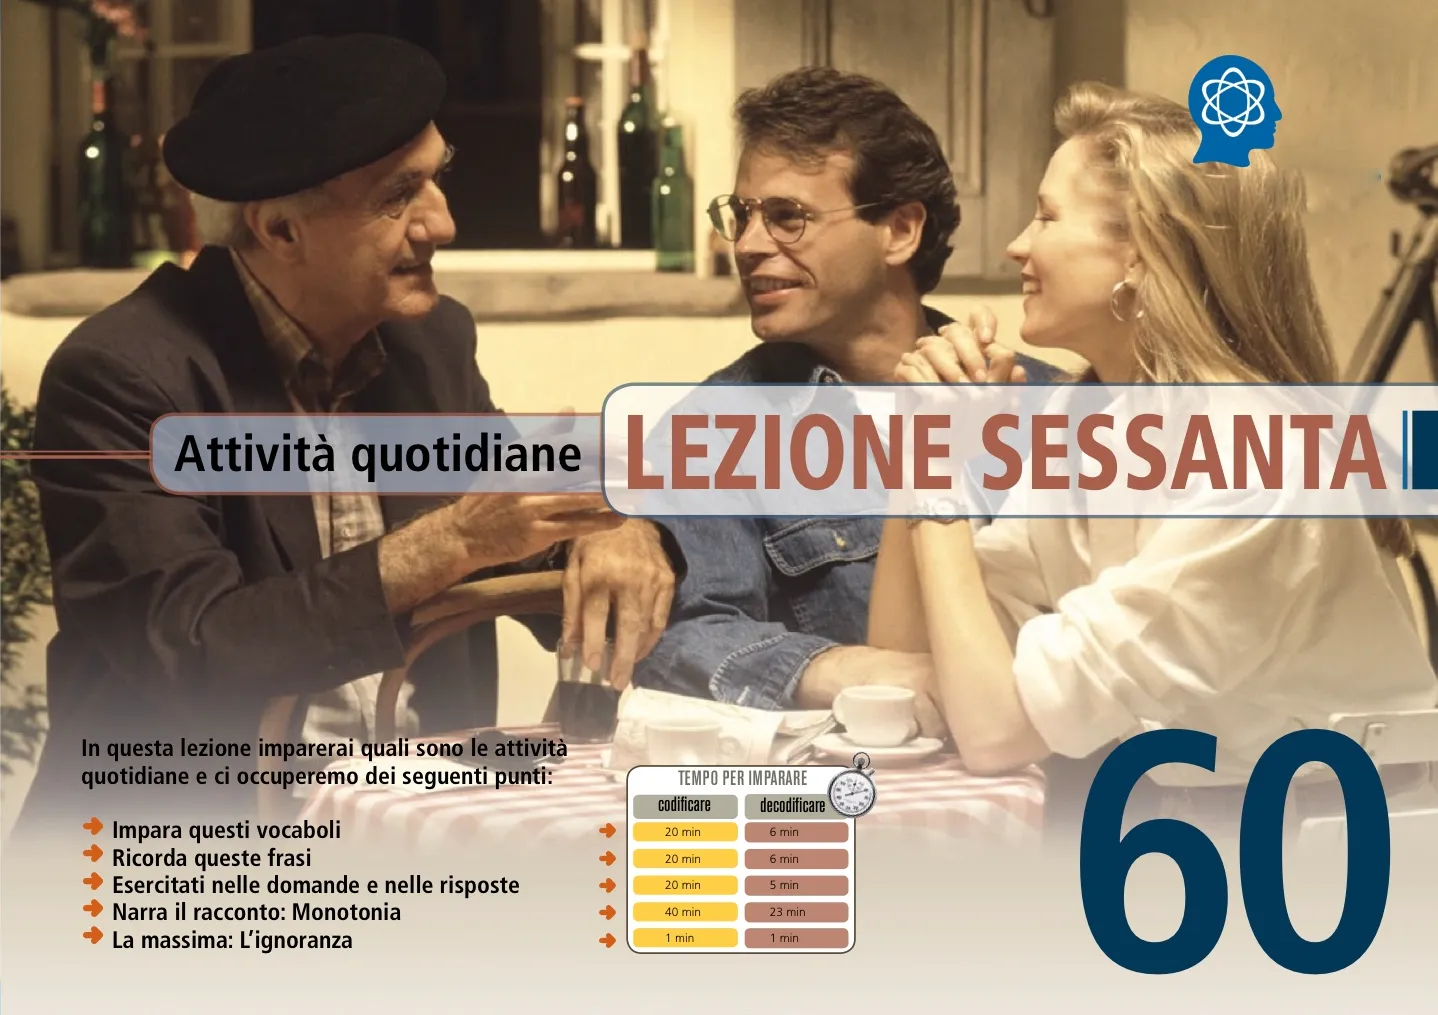 Attività quotidiane
LEZIONE SESSANTA
In questa lezione imparerai quali sono le attività
quotidiane e ci occuperemo dei seguenti punti:
Impara questi vocaboli
Ricorda queste frasi
Esercitati nelle domande e nelle risposte
Narra il racconto: Monotonia
La massima: L'ignoranza
TEMPO PER IMPARARE
codificare decodificare
20 min 6 min
20 min 6 min
20 min 5 min
40 min 23 min
1 min 1 min
60